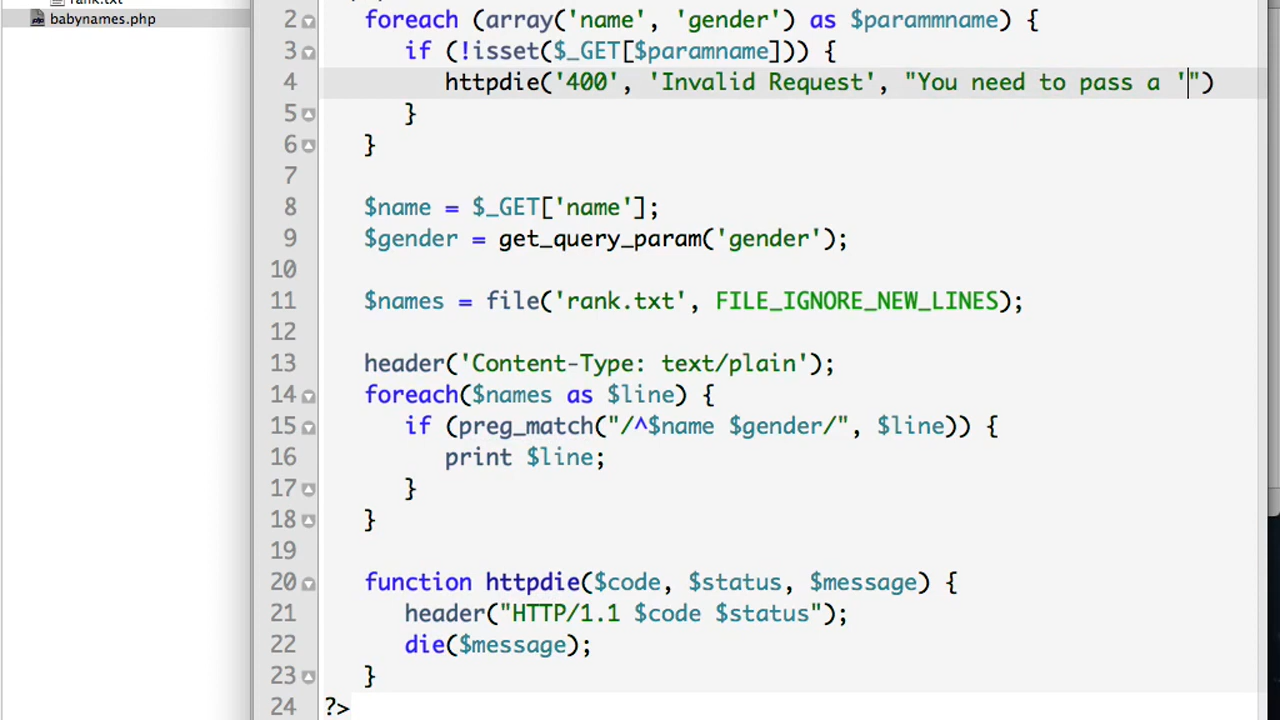 rank.txt
babynames.php
2 foreach (array('name', 'gender') as $parammname) {
3 if (!isset($_GET[$paramname])) {
4 httpdie('400', 'Invalid Request', "You need to pass a '")
5 }
6 }
7
8 $name = $_GET['name'];
9 $gender = get_query_param('gender');
10
11 $names = file('rank.txt', FILE_IGNORE_NEW_LINES);
12
13 header('Content-Type: text/plain');
14 foreach($names as $line) {
15 if (preg_match("/^$name $gender/", $line)) {
16 print $line;
17 }
18 }
19
20 function httpdie($code, $status, $message) {
21 header("HTTP/1.1 $code $status");
22 die($message);
23 }
24 ?>